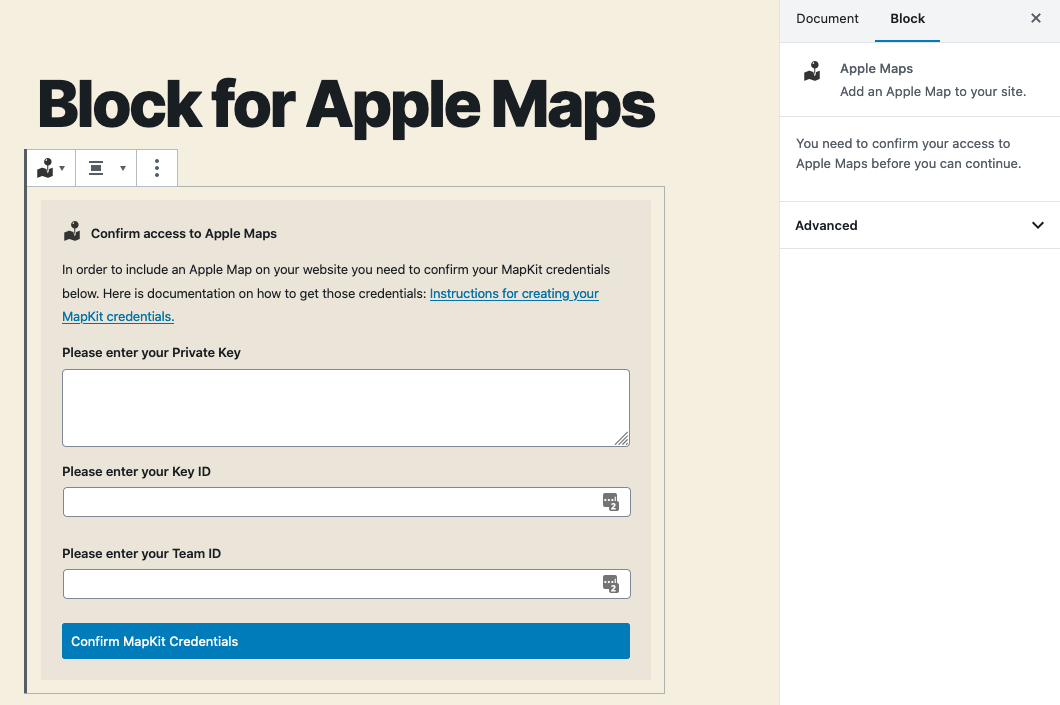 Document
Block
Apple Maps
Add an Apple Map to your site.
You need to confirm your access to
Apple Maps before you can continue.
Advanced
Block for Apple Maps
Confirm access to Apple Maps
In order to include an Apple Map on your website you need to confirm your MapKit credentials
below. Here is documentation on how to get those credentials: Instructions for creating your
MapKit credentials.
Please enter your Private Key
Please enter your Key ID
2
Please enter your Team ID
2
Confirm MapKit Credentials